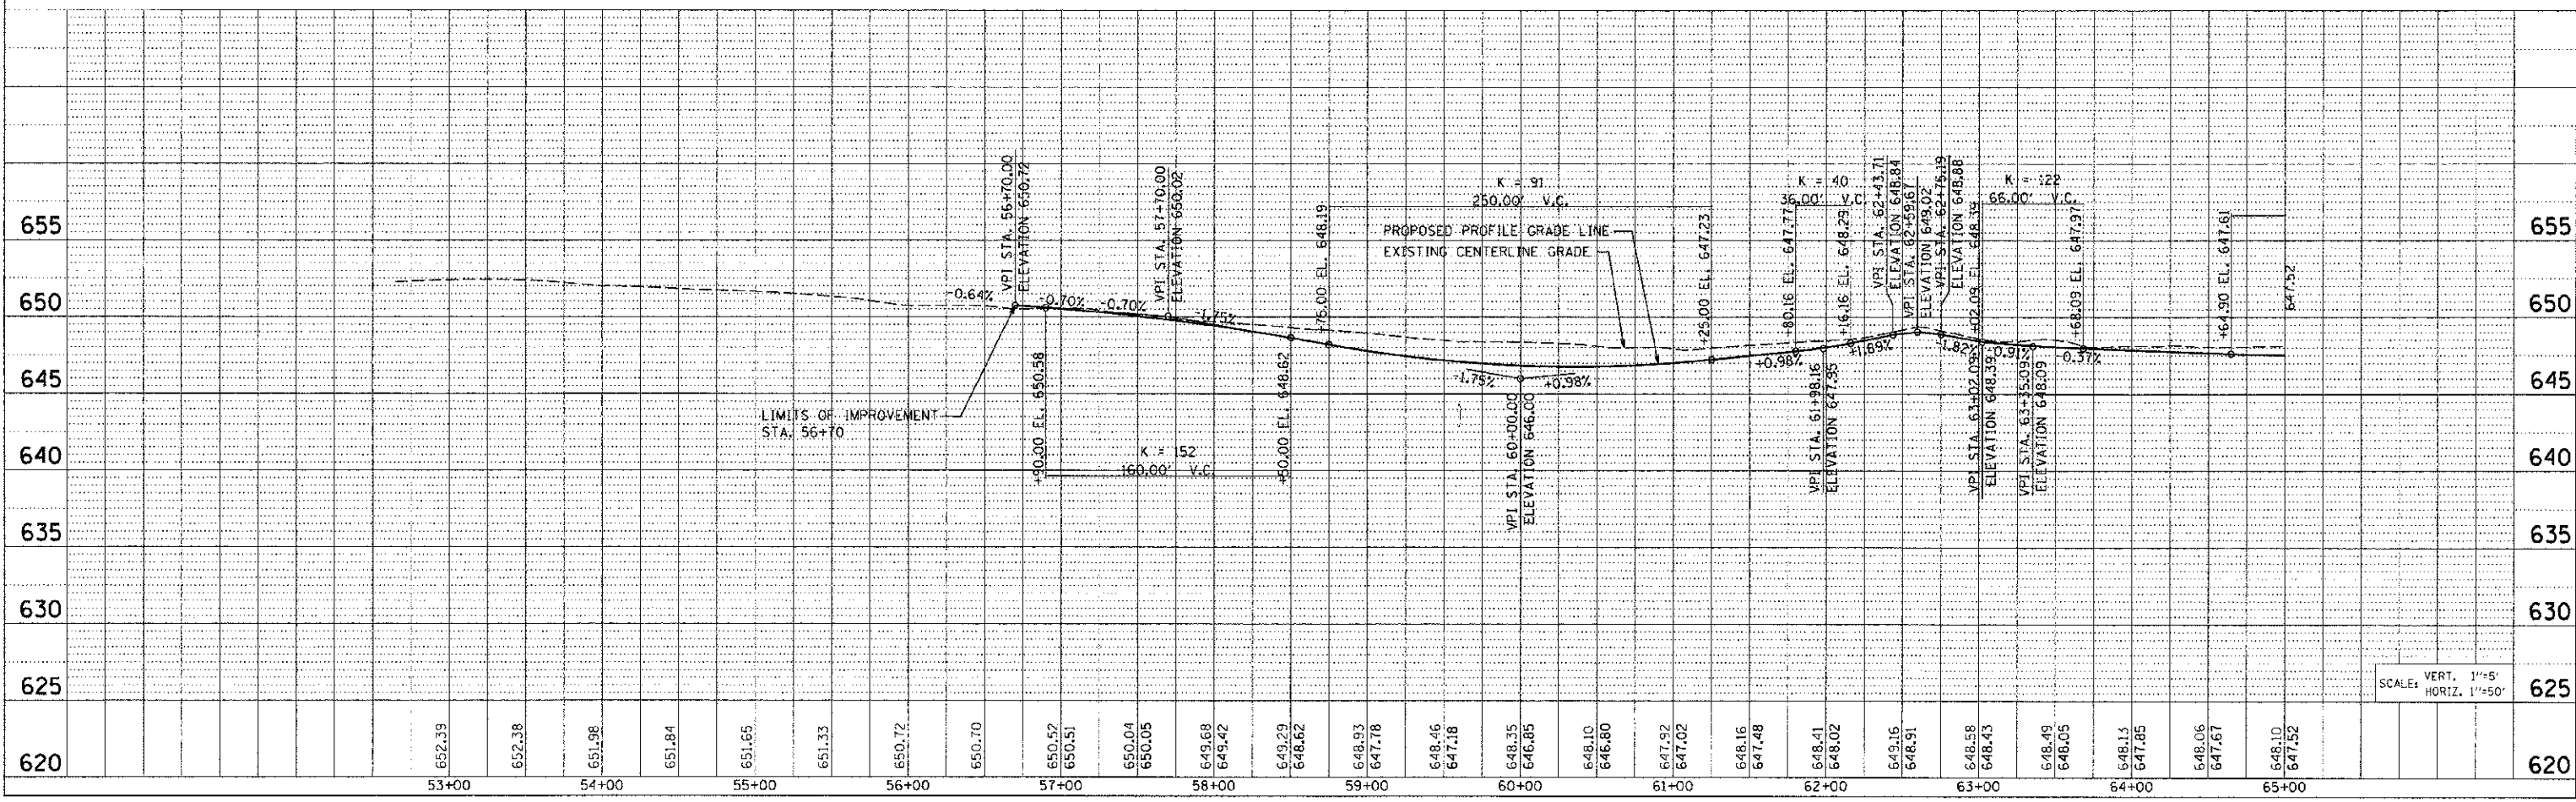 VPI STA. 56+70.00
ELEVATION 650.72
VPI STA. 57+70.00
ELEVATION 650.02
+75.00 EL. 648.19
K = 91
250.00' V.C.
+25.00 EL. 647.23
K = 40
36.00' V.C.
+80.16 EL. 647.77
+16.16 EL. 648.29
VPI STA. 62+43.71
ELEVATION 648.84
VPI STA. 62+59.67
ELEVATION 649.02
VPI STA. 62+75.19
ELEVATION 648.88
+02.09 EL. 648.39
K = 122
66.00' V.C.
+68.09 EL. 647.97
+64.90 EL. 647.61
647.52
PROPOSED PROFILE GRADE LINE
EXISTING CENTERLINE GRADE
655 655
650 650
-0.64% -0.70% -0.70% -1.75%
+0.98% +1.69% -1.82% -0.91% -0.37%
-1.75% +0.98%
645 645
LIMITS OF IMPROVEMENT
STA. 56+70
+90.00 EL. 650.58
K = 152
160.00' V.C.
+50.00 EL. 648.62
VPI STA. 60+00.00
ELEVATION 646.00
VPI STA. 61+98.16
ELEVATION 647.95
VPI STA. 63+02.09
ELEVATION 648.39
VPI STA. 63+35.09
ELEVATION 648.09
640 640
635 635
630 630
625 625
SCALE: VERT. 1"=5'
HORIZ. 1"=50'
652.39
652.38
651.98
651.84
651.65
651.33
650.72
650.70
650.52
650.51
650.04
650.05
649.68
649.42
649.29
648.62
648.93
647.78
648.46
647.18
648.35
646.85
648.10
646.80
647.92
647.02
648.16
647.48
648.41
648.02
649.16
648.91
648.58
648.43
648.49
648.05
648.13
647.85
648.06
647.67
648.10
647.52
620 620
53+00 54+00 55+00 56+00 57+00 58+00 59+00 60+00 61+00 62+00 63+00 64+00 65+00